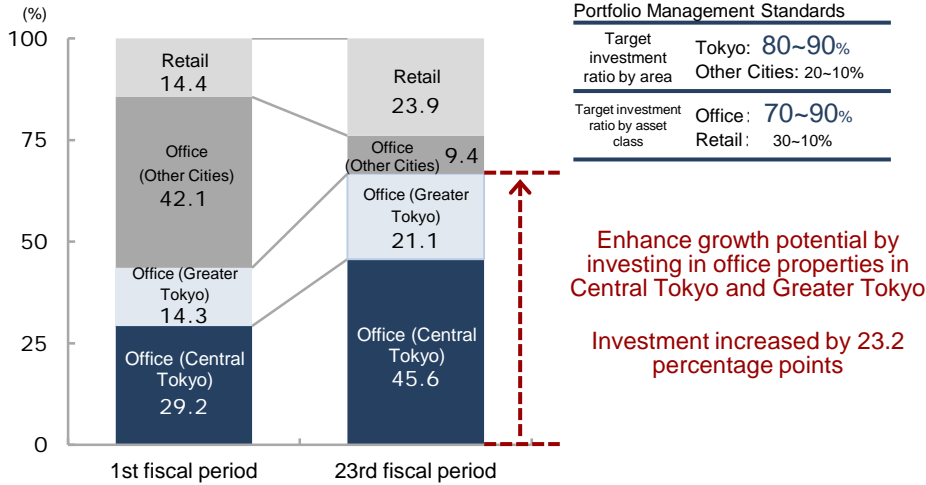 (%)
100
75
50
25
0
Retail
14.4
Office
(Other Cities)
42.1
Office (Greater
Tokyo)
14.3
Office (Central
Tokyo)
29.2
1st fiscal period
Retail
23.9
Office
(Other Cities) 9.4
Office (Greater
Tokyo)
21.1
Office (Central
Tokyo)
45.6
23rd fiscal period
Portfolio Management Standards
Target
investment
ratio by area
Tokyo: 80~90%
Other Cities: 20~10%
Target investment
ratio by asset
class
Office: 70~90%
Retail: 30~10%
Enhance growth potential by
investing in office properties in
Central Tokyo and Greater Tokyo
Investment increased by 23.2
percentage points